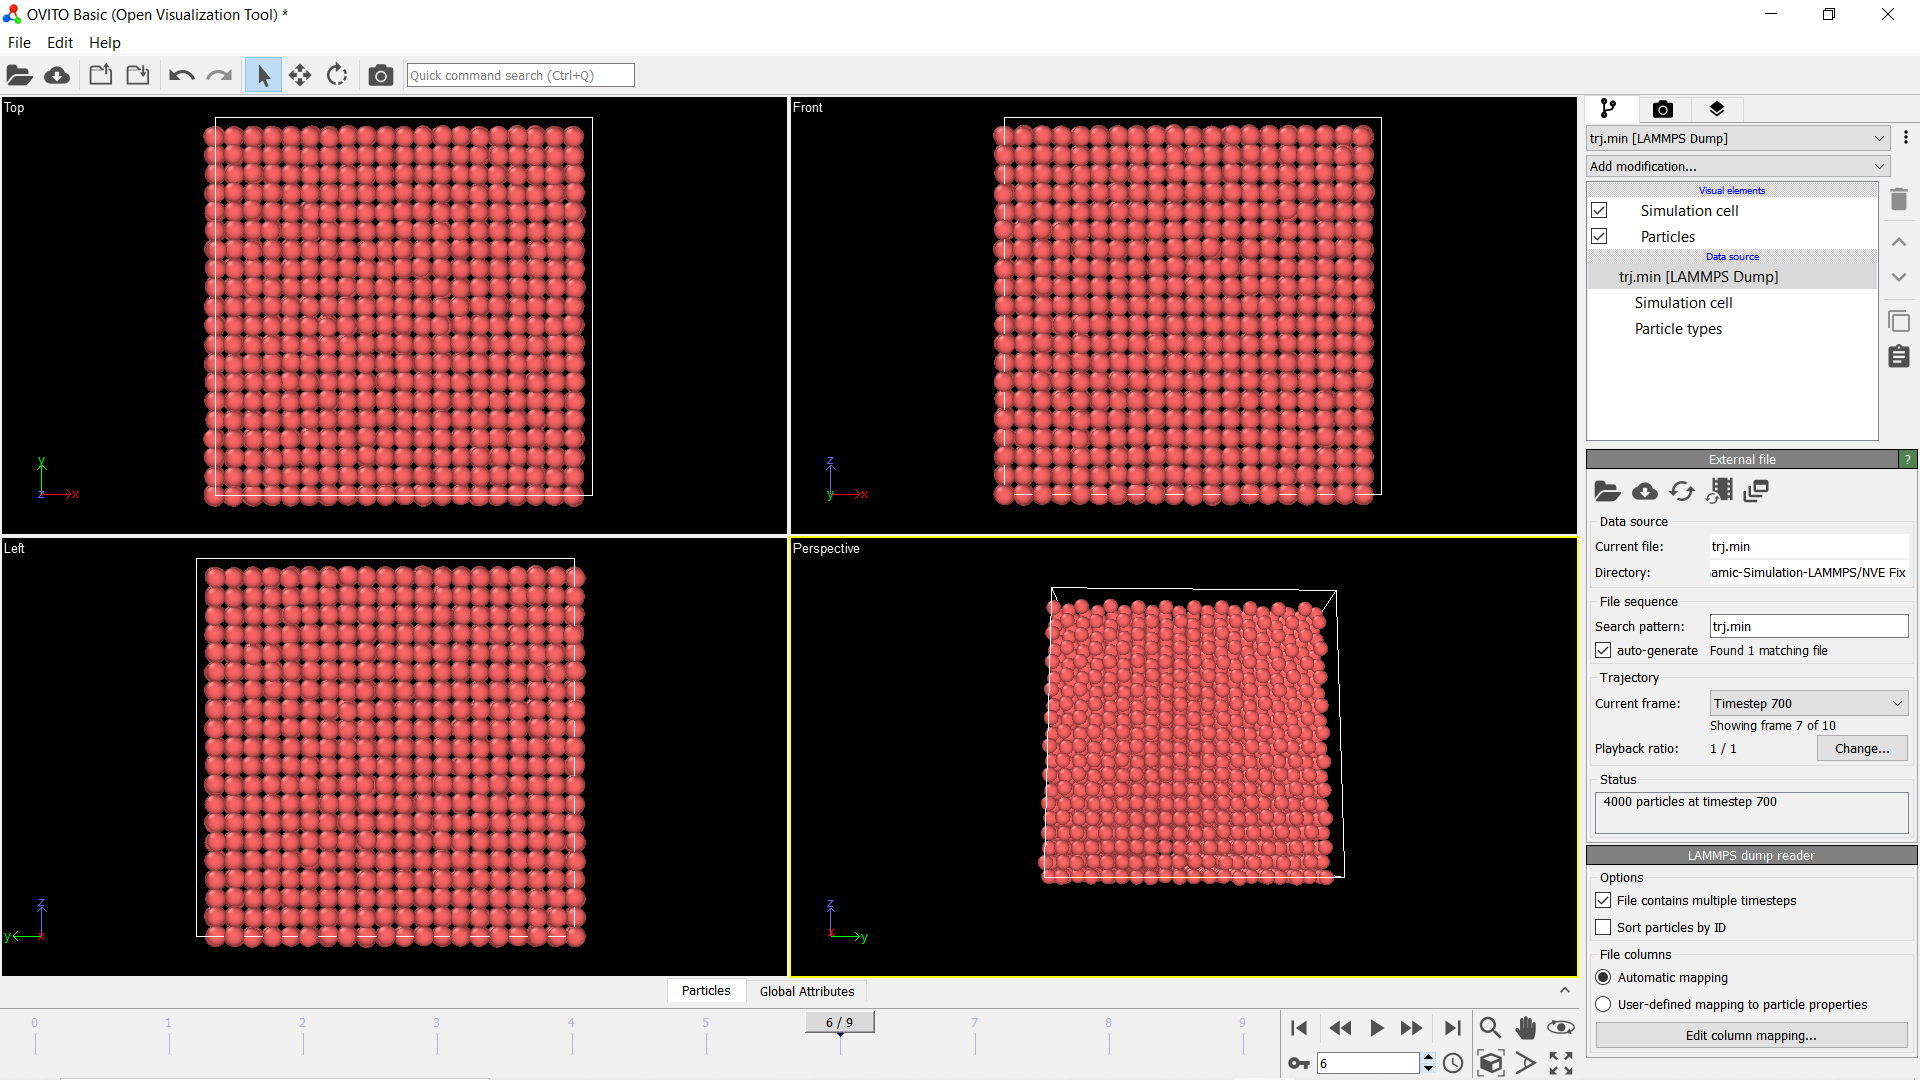 OVITO Basic (Open Visualization Tool) *
File Edit Help
Quick command search (Ctrl+Q)
Top
Front
trj.min [LAMMPS Dump]
Add modification...
Visual elements
Simulation cell
Particles
Data source
trj.min [LAMMPS Dump]
Simulation cell
Particle types
y
z x
z
y x
External file ?
Data source
Current file: trj.min
Directory: amic-Simulation-LAMMPS/NVE Fix
File sequence
Search pattern: trj.min
auto-generate Found 1 matching file
Trajectory
Current frame: Timestep 700
Showing frame 7 of 10
Playback ratio: 1 / 1 Change...
Status
4000 particles at timestep 700
Left
Perspective
z
y x
z
x y
LAMMPS dump reader
Options
File contains multiple timesteps
Sort particles by ID
File columns
Automatic mapping
User-defined mapping to particle properties
Edit column mapping...
Particles Global Attributes
0 1 2 3 4 5 6 / 9 7 8 9
6